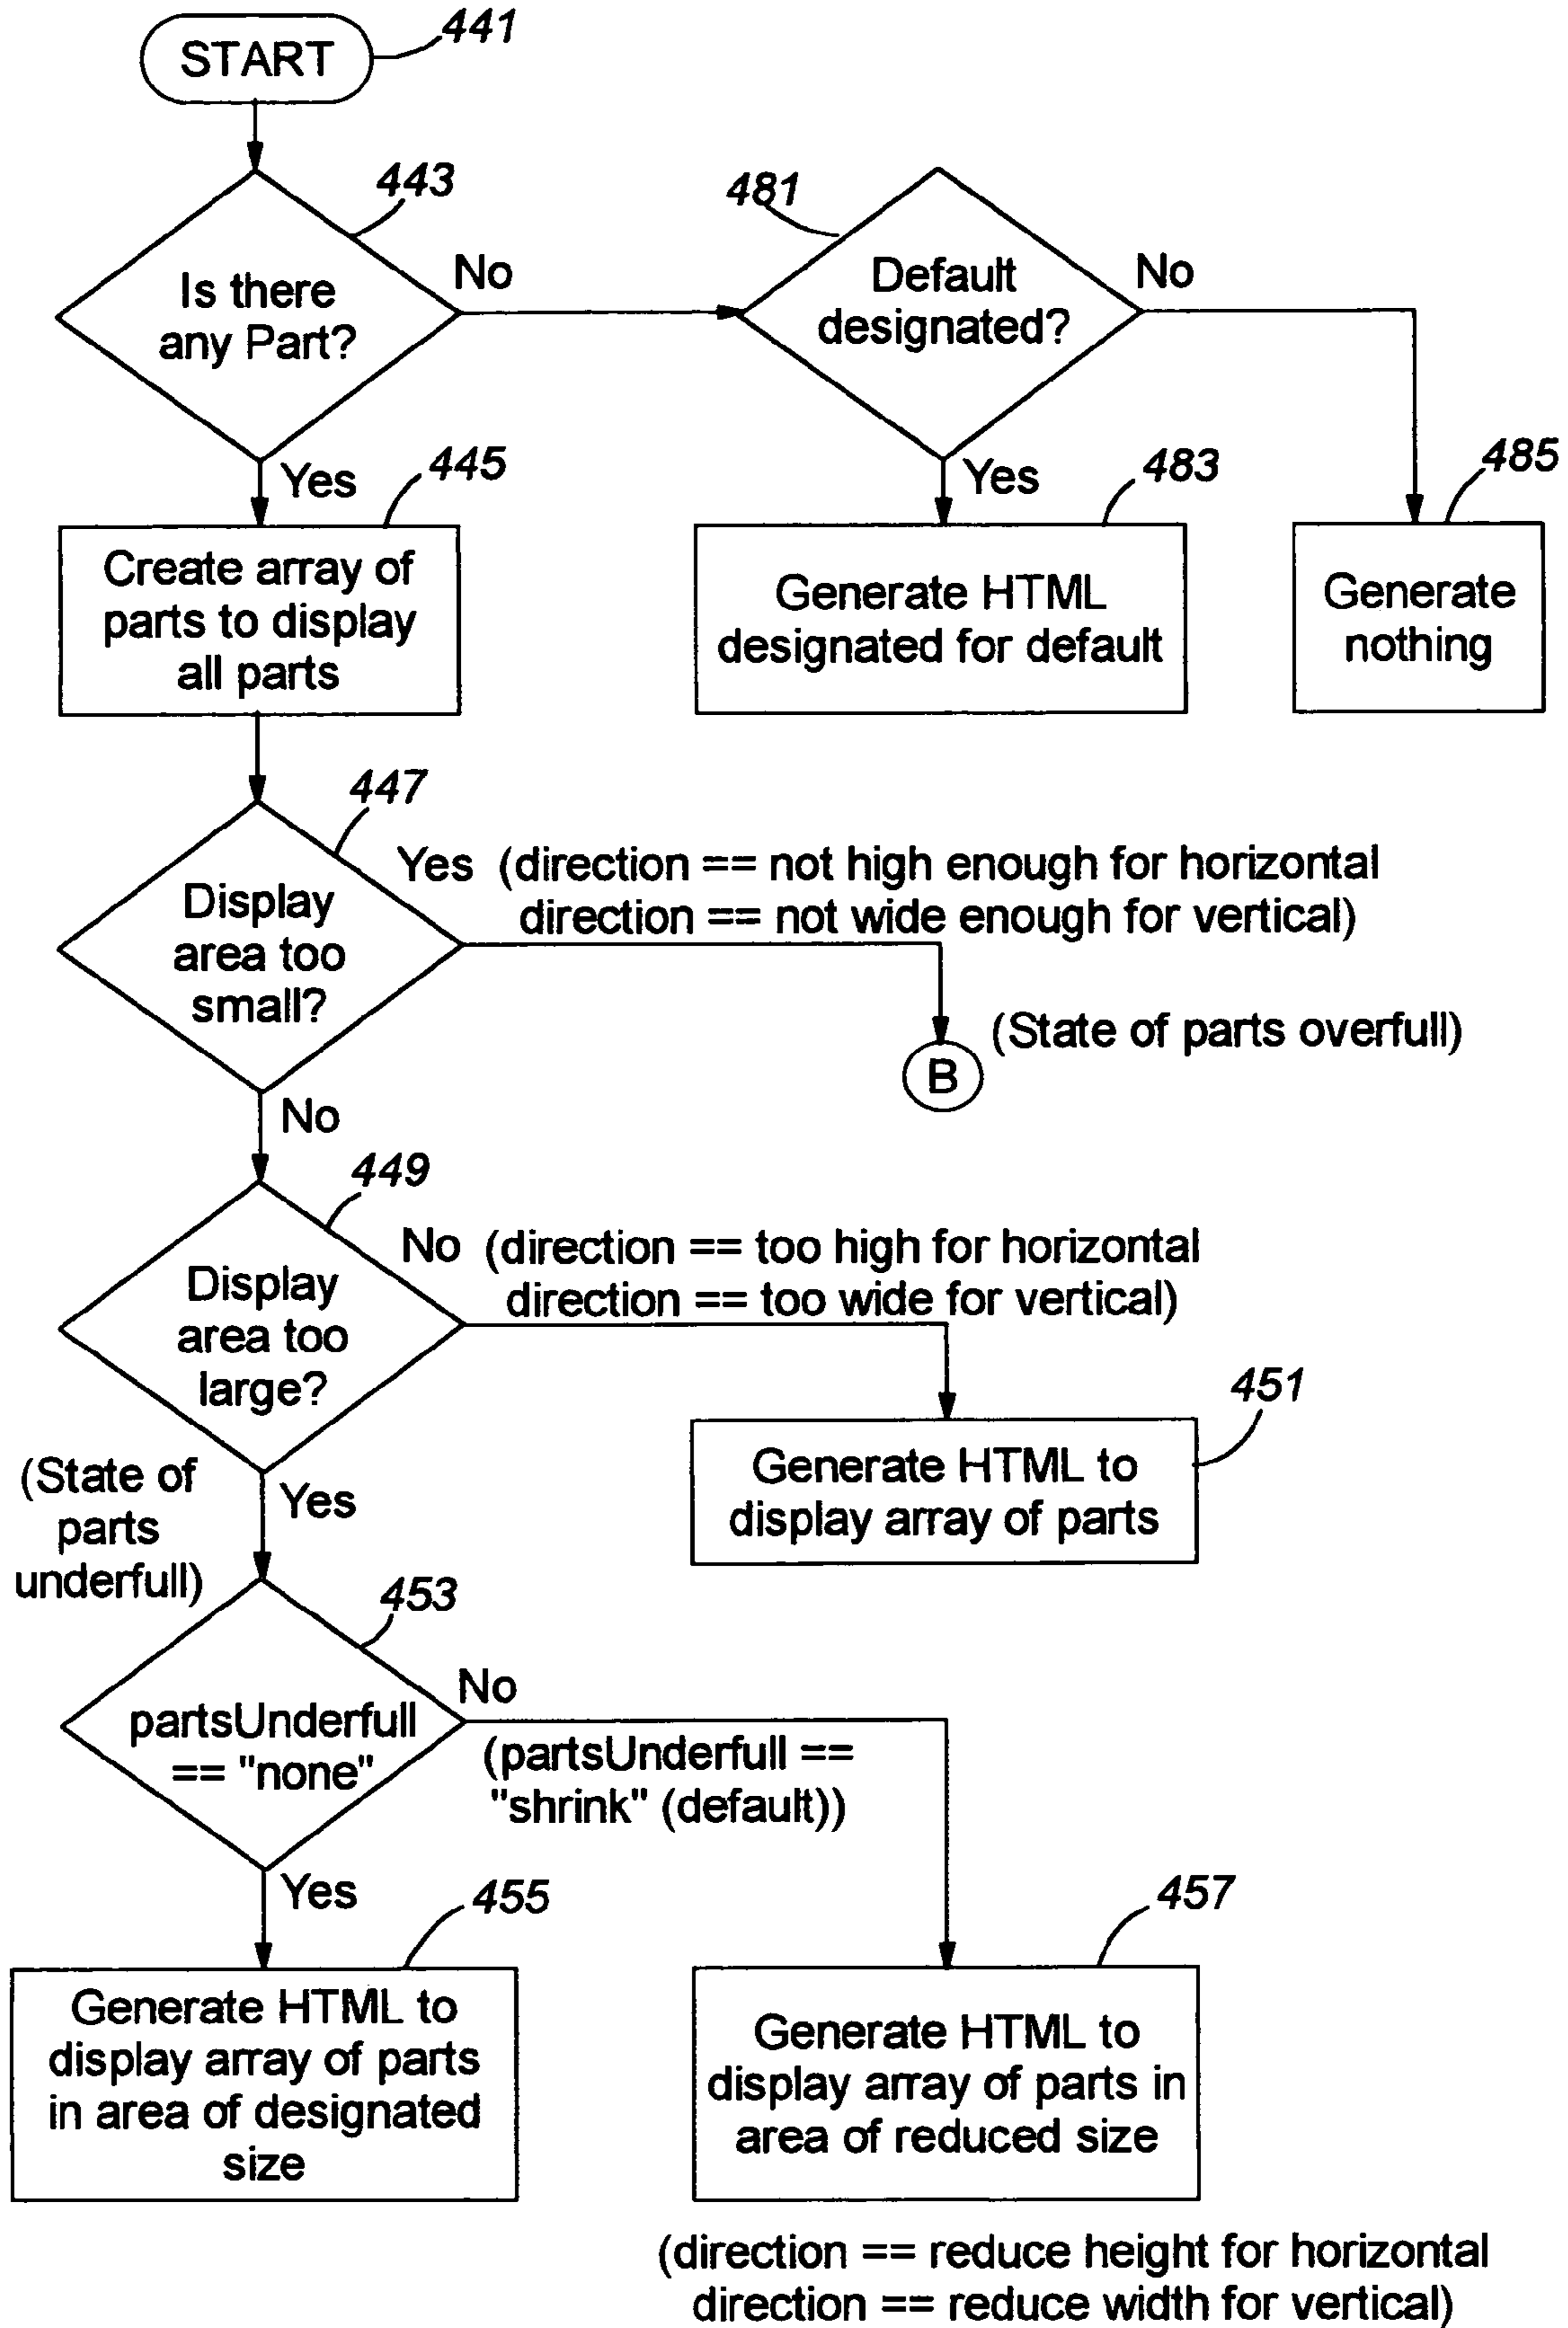 START
441
443
Is there
any Part?
No
481
Default
designated?
No
Yes
445
Create array of
parts to display
all parts
Yes
483
Generate HTML
designated for default
485
Generate
nothing
447
Display
area too
small?
Yes (direction == not high enough for horizontal
direction == not wide enough for vertical)
(State of parts overfull)
B
No
449
Display
area too
large?
No (direction == too high for horizontal
direction == too wide for vertical)
451
Generate HTML to
display array of parts
(State of
parts
underfull)
Yes
453
partsUnderfull
== "none"
No
(partsUnderfull ==
"shrink" (default))
Yes
455
Generate HTML to
display array of parts
in area of designated
size
457
Generate HTML to
display array of parts in
area of reduced size
(direction == reduce height for horizontal
direction == reduce width for vertical)